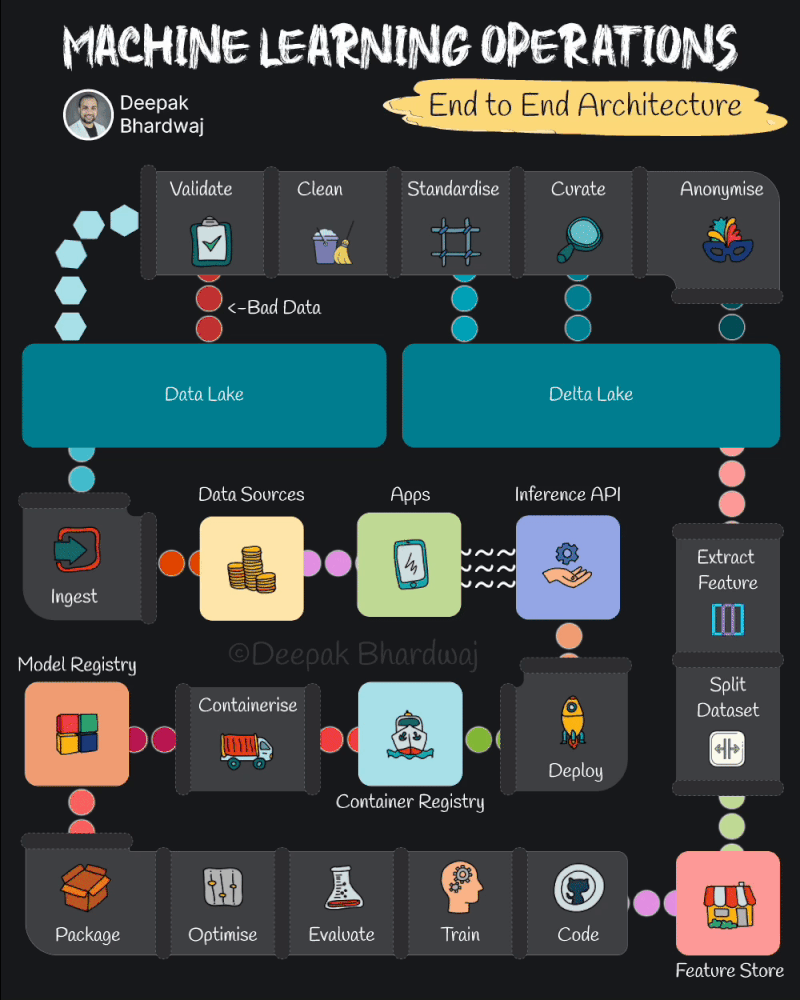 MACHINE LEARNING OPERATIONS
Deepak
Bhardwaj
End to End Architecture
Validate
Clean
Standardise
Curate
Anonymise
<-Bad Data
Data Lake
Delta Lake
Data Sources
Apps
Inference API
Ingest
Extract
Feature
©Deepak Bhardwaj
Model Registry
Containerise
Split
Dataset
Deploy
Container Registry
Package
Optimise
Evaluate
Train
Code
Feature Store